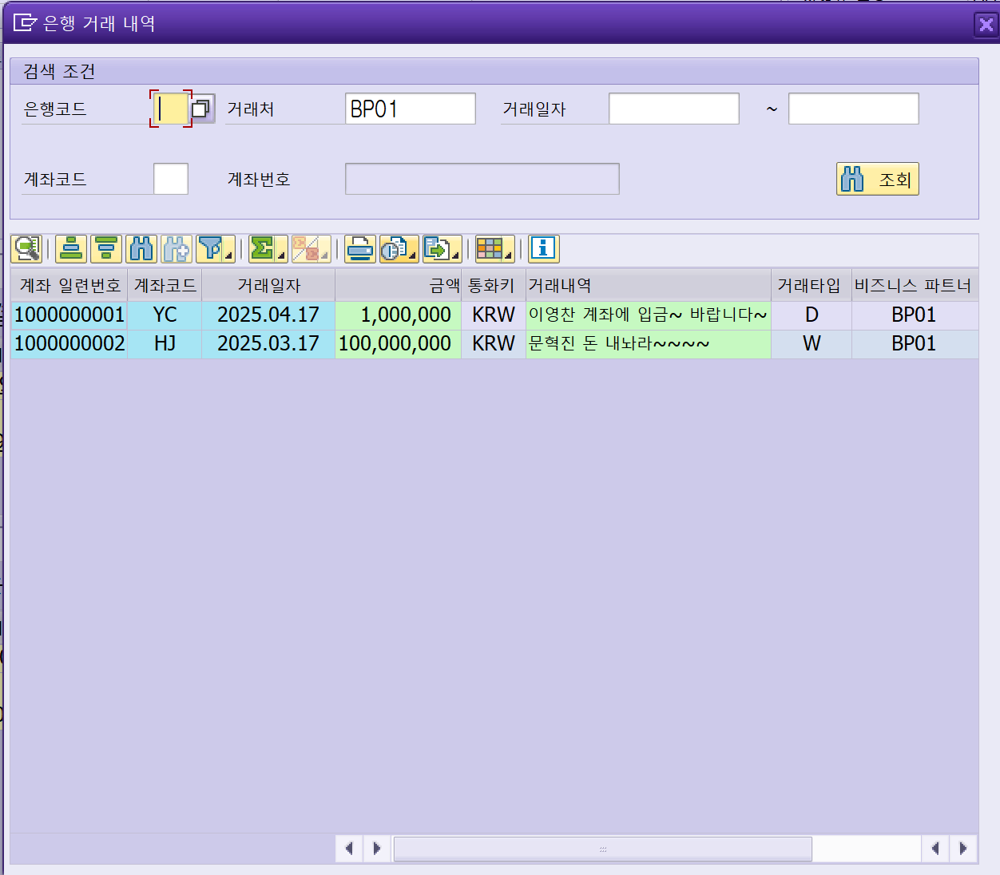 은행 거래 내역
검색 조건
은행코드 거래처 BP01 거래일자 ~
계좌코드 계좌번호 조회
계좌 일련번호 계좌코드 거래일자 금액 통화키 거래내역 거래타입 비즈니스 파트너
1000000001 YC 2025.04.17 1,000,000 KRW 이영찬 계좌에 입금~ 바랍니다~ D BP01
1000000002 HJ 2025.03.17 100,000,000 KRW 문혁진 돈 내놔라~~~~ W BP01